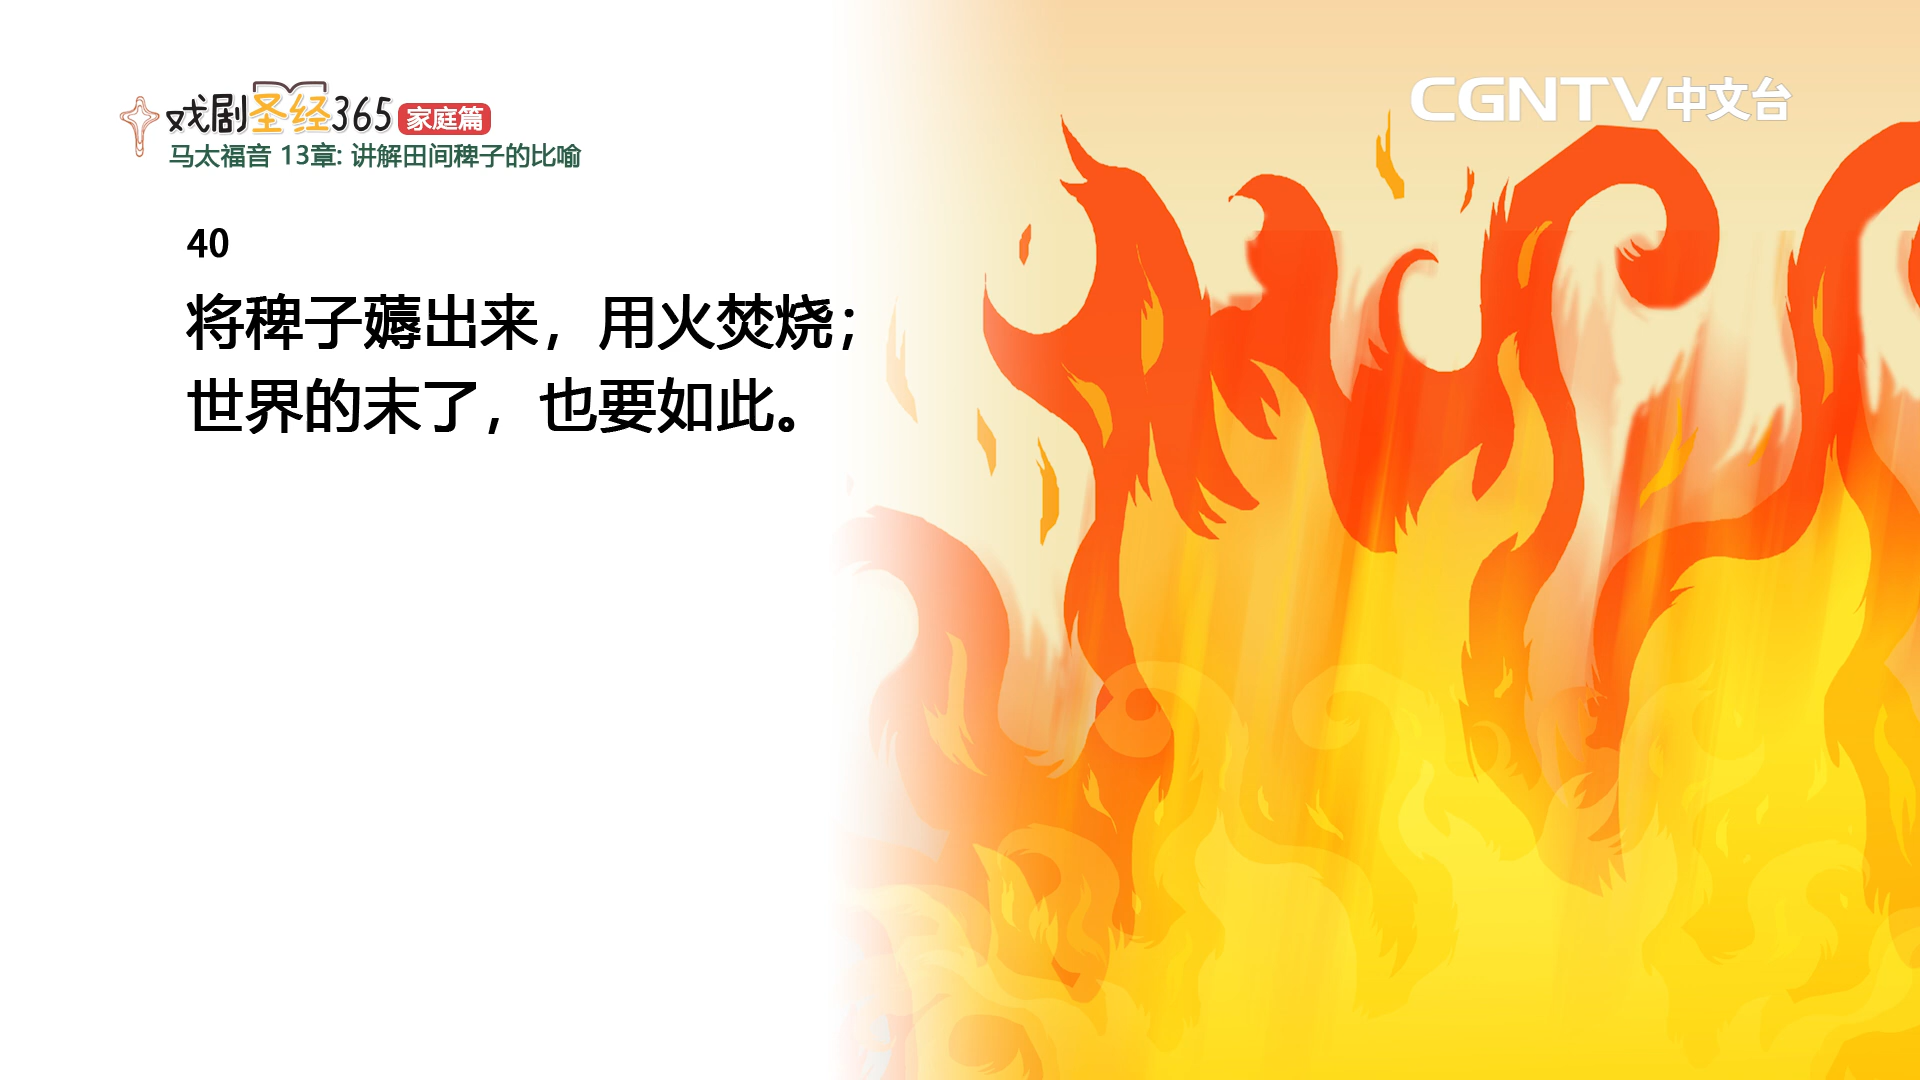 戏剧圣经365 家庭篇
CGNTV中文台
马太福音 13章: 讲解田间稗子的比喻
40
将稗子薅出来，用火焚烧；
世界的末了，也要如此。